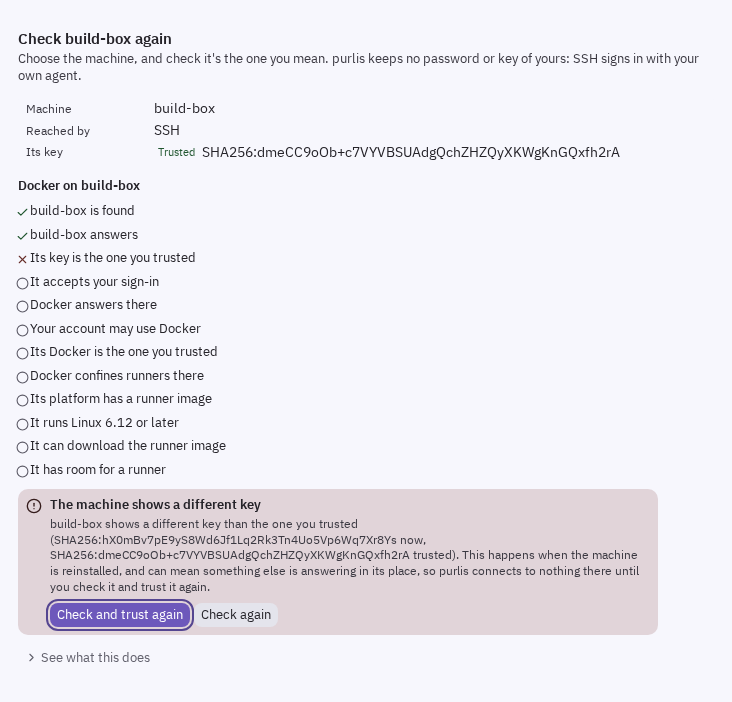 Check build-box again
Choose the machine, and check it's the one you mean. purlis keeps no password or key of yours: SSH signs in with your
own agent.
Machine build-box
Reached by SSH
Its key Trusted SHA256:dmeCC9oOb+c7VYVBSUAdgQchZHZQyXKWgKnGQxfh2rA
Docker on build-box
build-box is found
build-box answers
Its key is the one you trusted
It accepts your sign-in
Docker answers there
Your account may use Docker
Its Docker is the one you trusted
Docker confines runners there
Its platform has a runner image
It runs Linux 6.12 or later
It can download the runner image
It has room for a runner
The machine shows a different key
build-box shows a different key than the one you trusted
(SHA256:hX0mBv7pE9yS8Wd6Jf1Lq2Rk3Tn4Uo5Vp6Wq7Xr8Ys now,
SHA256:dmeCC9oOb+c7VYVBSUAdgQchZHZQyXKWgKnGQxfh2rA trusted). This happens when the machine
is reinstalled, and can mean something else is answering in its place, so purlis connects to nothing there until
you check it and trust it again.
Check and trust again Check again
See what this does